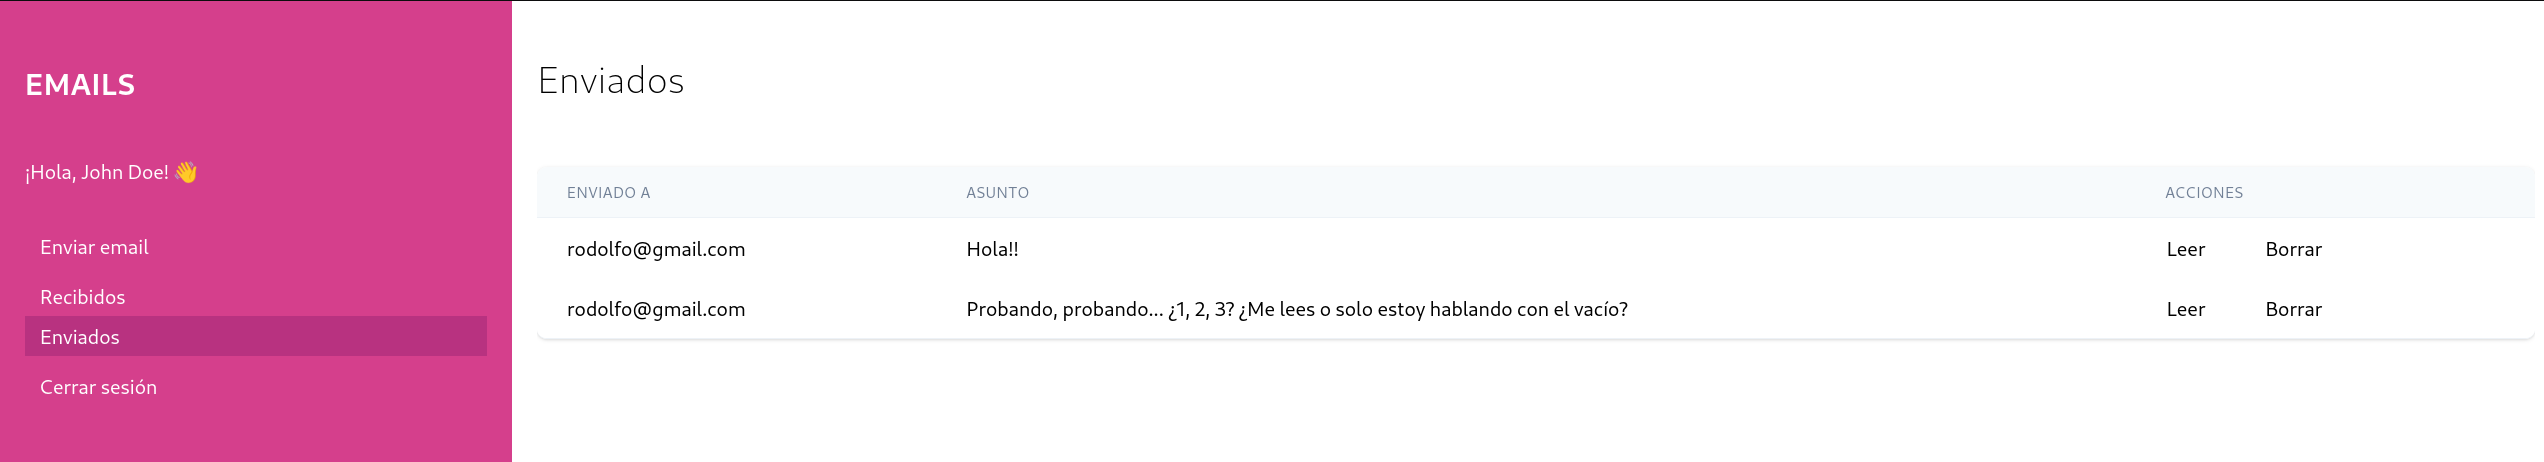 EMAILS
¡Hola, John Doe! 👋
Enviar email
Recibidos
Enviados
Cerrar sesión
Enviados
ENVIADO A ASUNTO ACCIONES
rodolfo@gmail.com Hola!! Leer Borrar
rodolfo@gmail.com Probando, probando... ¿1, 2, 3? ¿Me lees o solo estoy hablando con el vacío? Leer Borrar